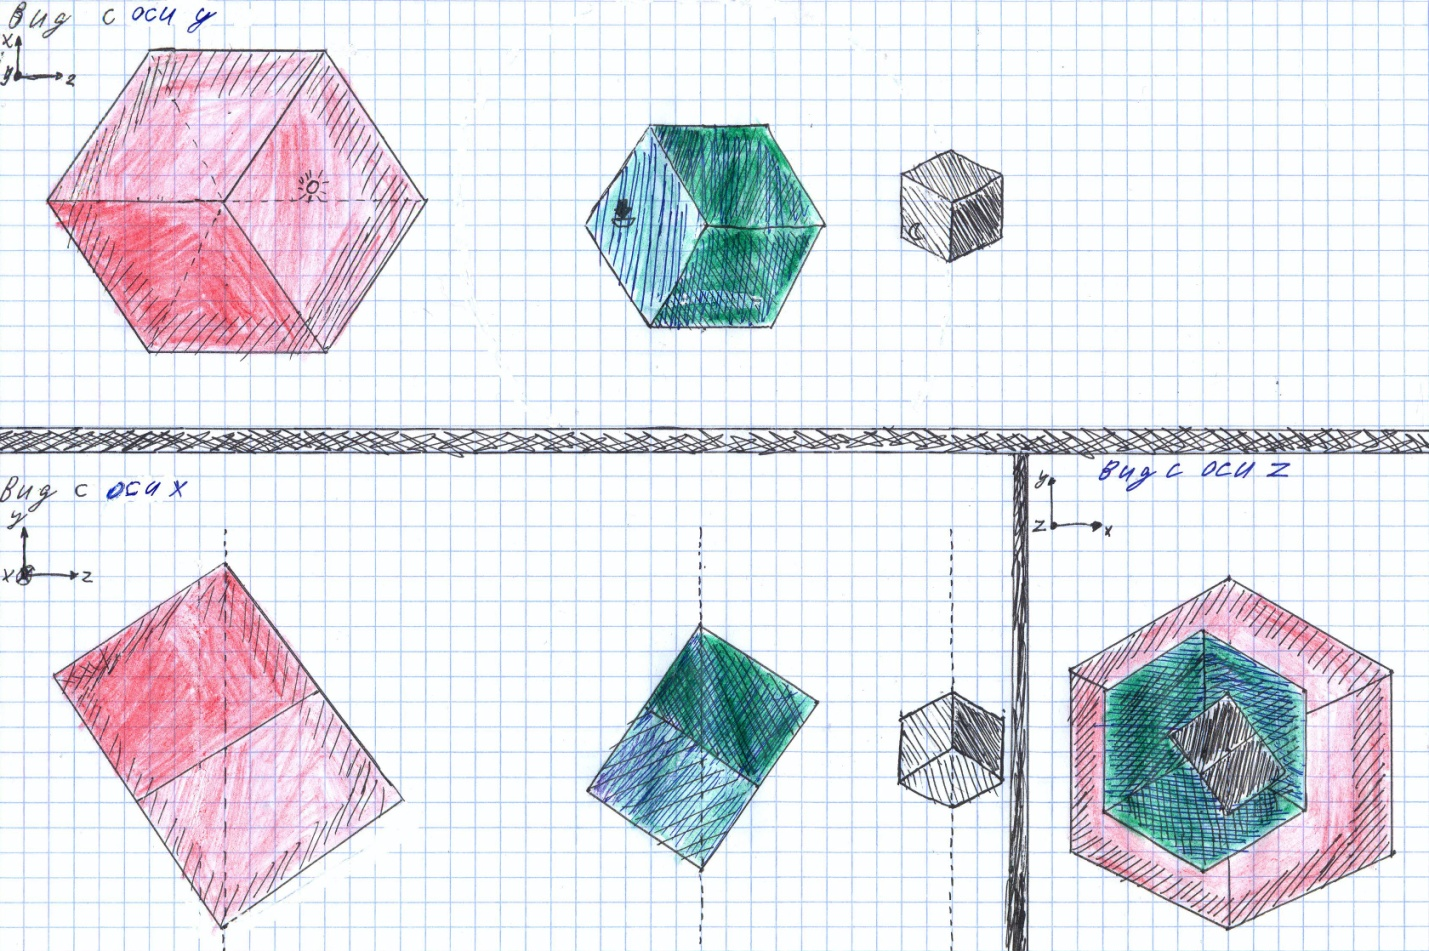 Вид с оси y
x
y z
Вид с оси x
y
x z
Вид с оси z
y
z x